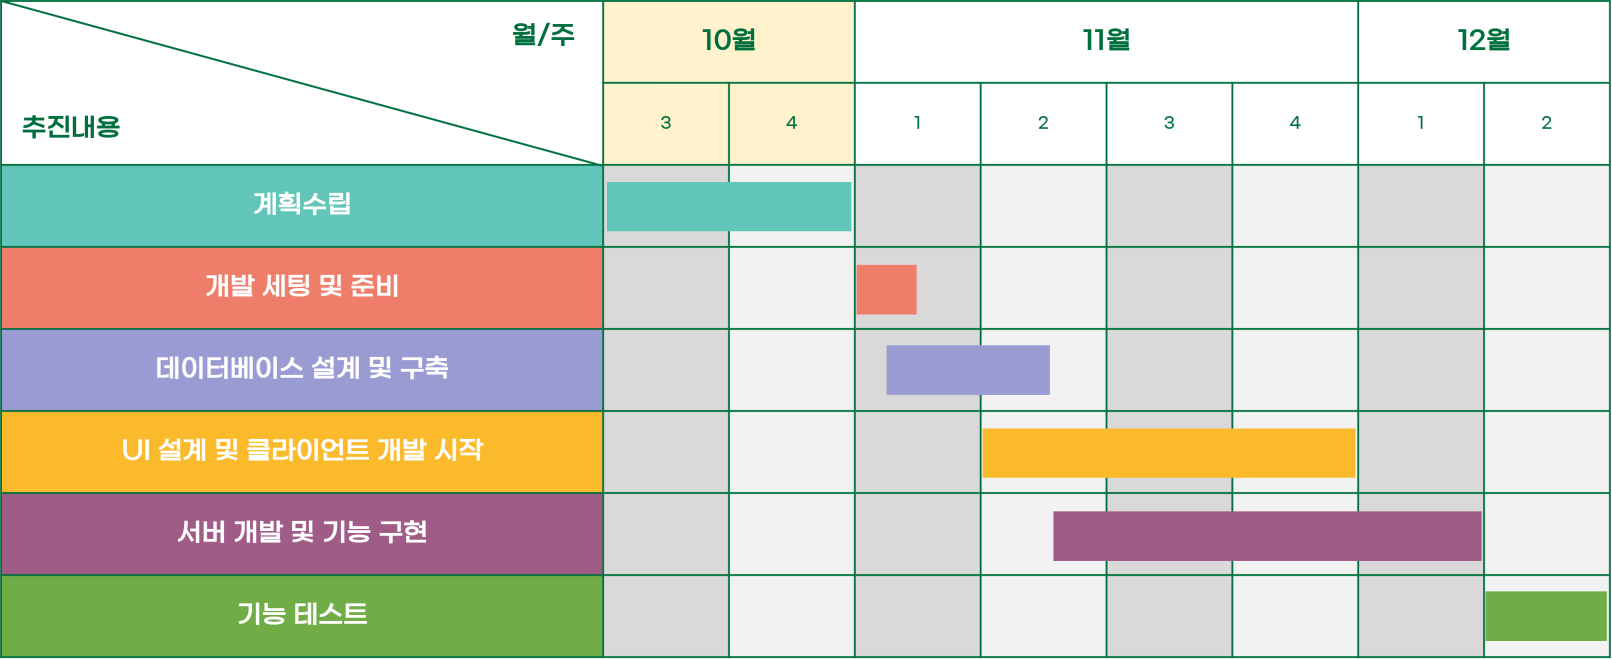 월/주
추진내용
10월
11월
12월
3
4
1
2
3
4
1
2
계획수립
개발 세팅 및 준비
데이터베이스 설계 및 구축
UI 설계 및 클라이언트 개발 시작
서버 개발 및 기능 구현
기능 테스트